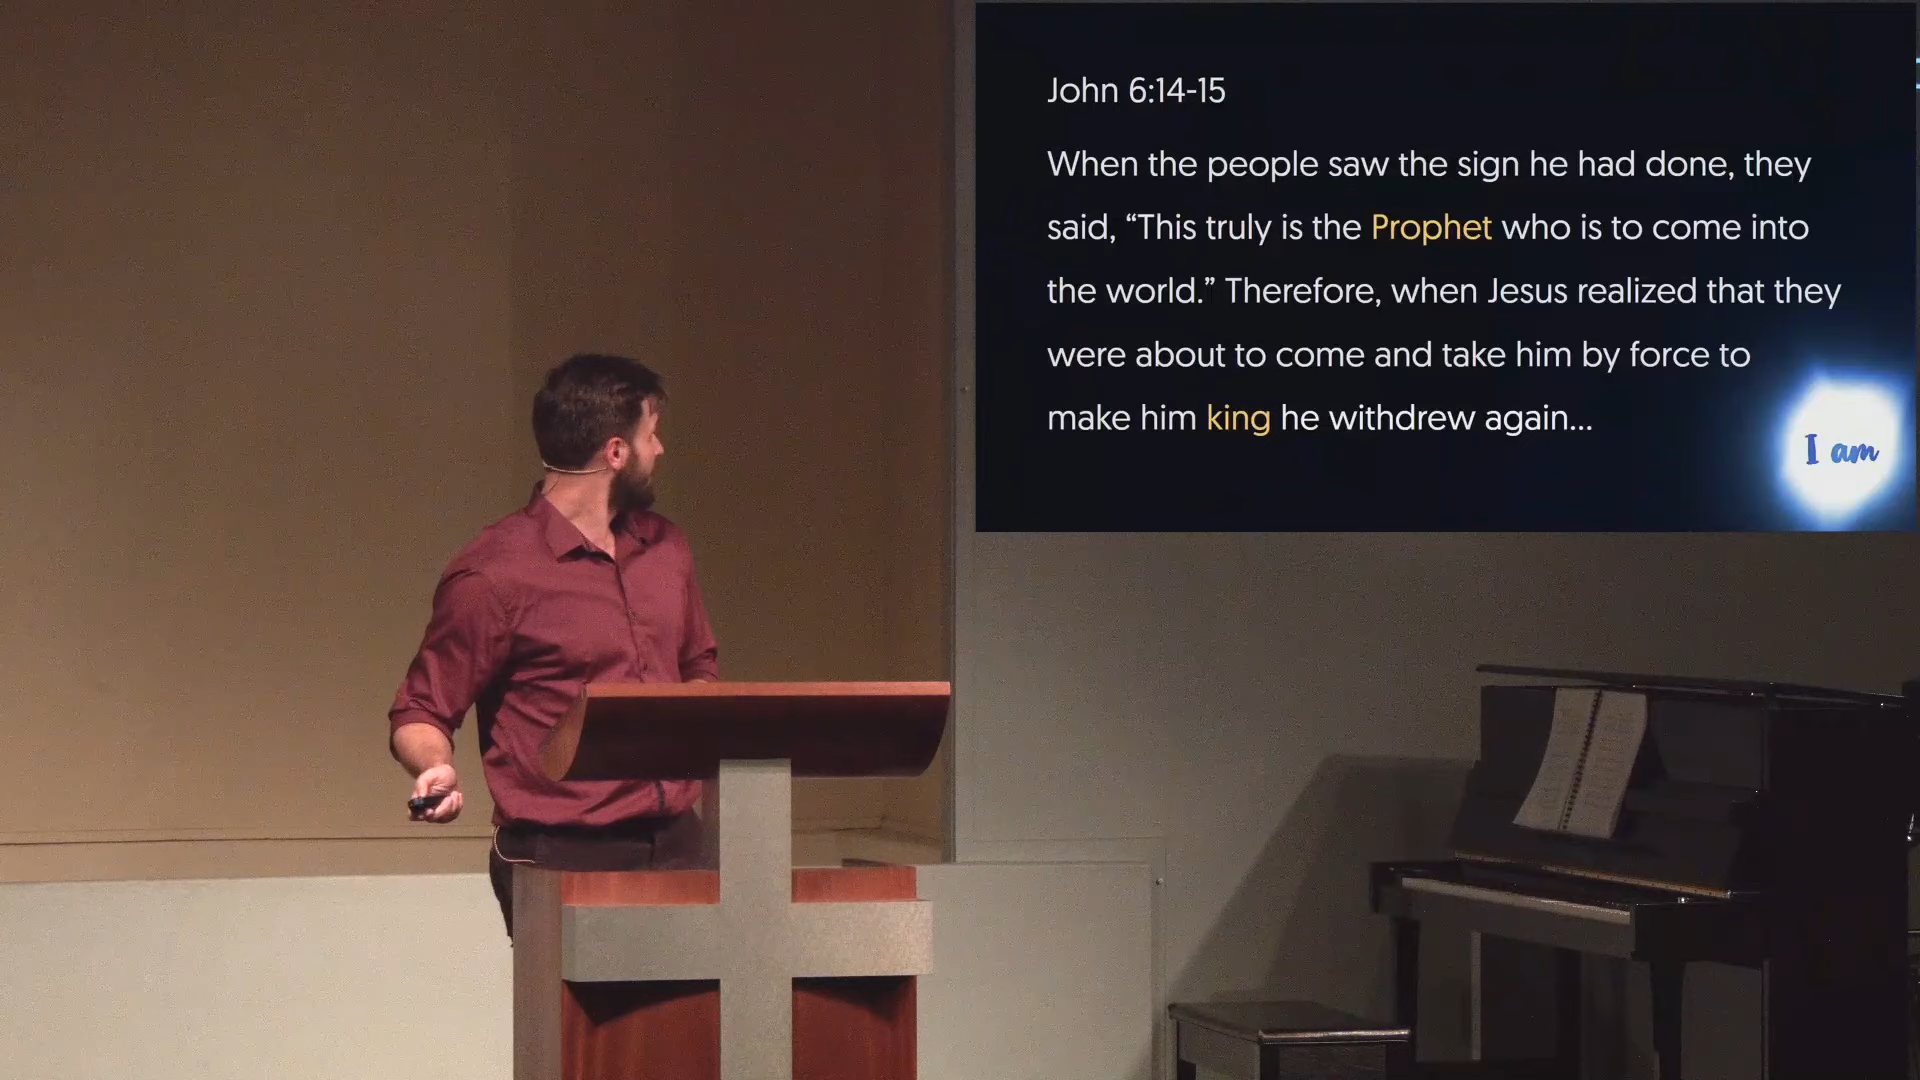 John 6:14-15
When the people saw the sign he had done, they
said, “This truly is the Prophet who is to come into
the world.” Therefore, when Jesus realized that they
were about to come and take him by force to
make him king he withdrew again...
I am